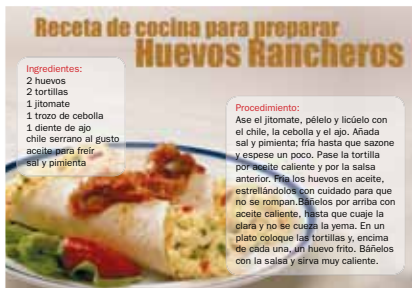 Receta de cocina para preparar
Huevos Rancheros
Ingredientes:
2 huevos
2 tortillas
1 jitomate
1 trozo de cebolla
1 diente de ajo
chile serrano al gusto
aceite para freír
sal y pimienta
Procedimiento:
Ase el jitomate, pélelo y licúelo con
el chile, la cebolla y el ajo. Añada
sal y pimienta; fría hasta que sazone
y espese un poco. Pase la tortilla
por aceite caliente y por la salsa
anterior. Fría los huevos en aceite,
estrellándolos con cuidado para que
no se rompan.Báñelos por arriba con
aceite caliente, hasta que cuaje la
clara y no se cueza la yema. En un
plato coloque las tortillas y, encima
de cada una, un huevo frito. Báñelos
con la salsa y sirva muy caliente.